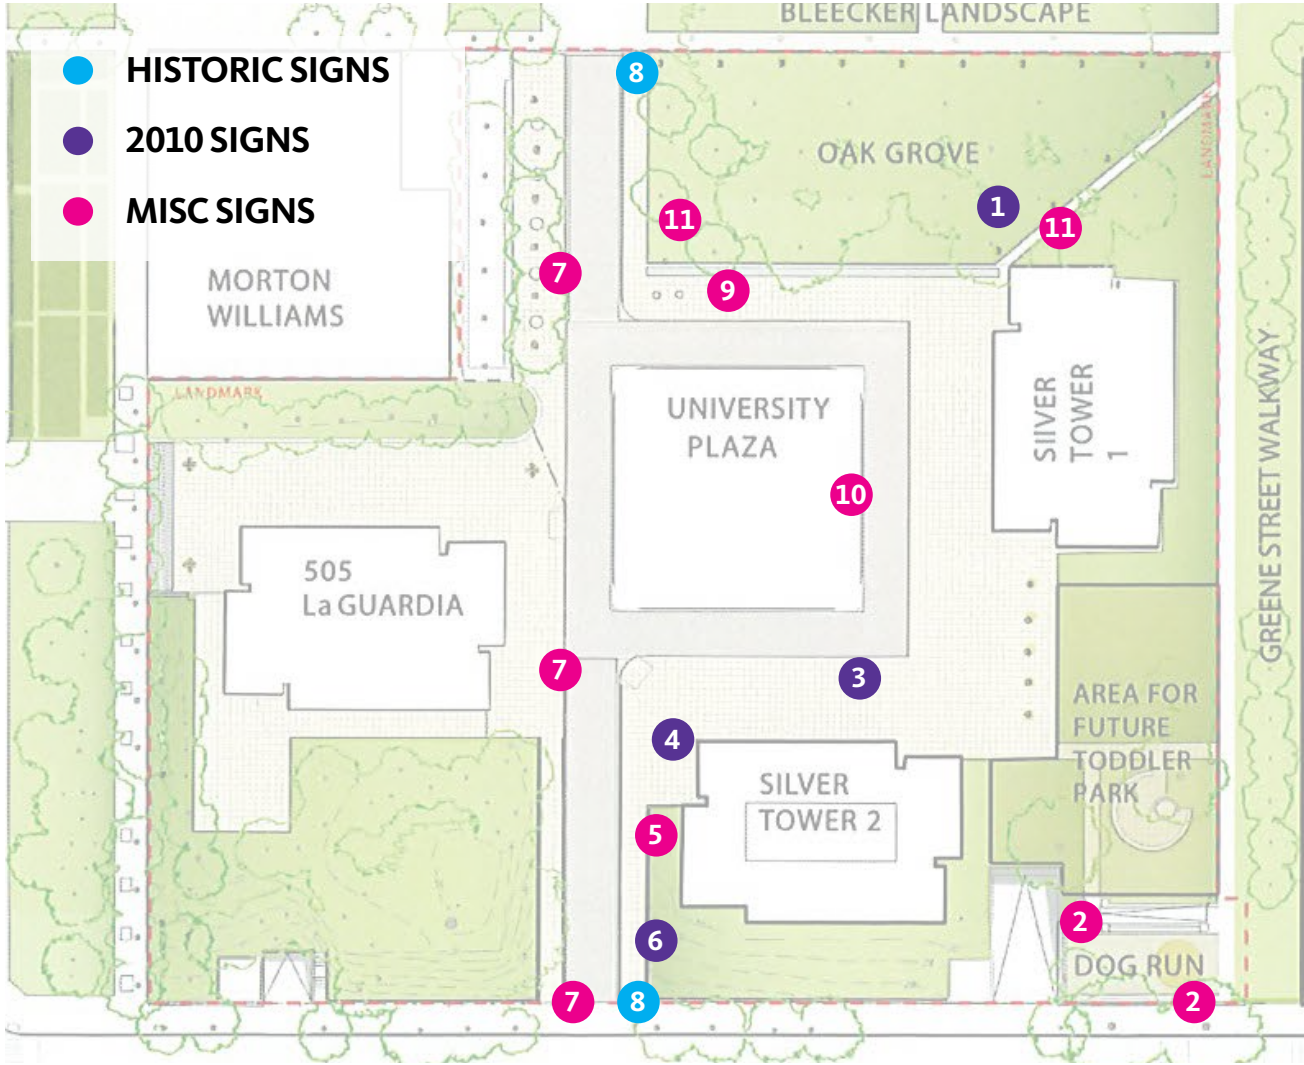 BLEECKER LANDSCAPE
HISTORIC SIGNS
2010 SIGNS
MISC SIGNS
8
OAK GROVE
LANDMARK
1
11
11
7
9
MORTON
WILLIAMS
LANDMARK
UNIVERSITY
PLAZA
SIIVER
TOWER
1
GREENE STREET WALKWAY
10
505
La GUARDIA
7
3
4
AREA FOR
FUTURE
TODDLER
PARK
SILVER
TOWER 2
5
6
2
DOG RUN
7
8
2